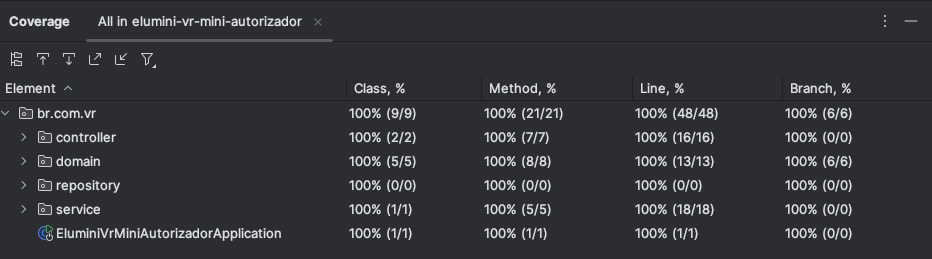 Coverage All in elumini-vr-mini-autorizador
Element Class, % Method, % Line, % Branch, %
br.com.vr 100% (9/9) 100% (21/21) 100% (48/48) 100% (6/6)
controller 100% (2/2) 100% (7/7) 100% (16/16) 100% (0/0)
domain 100% (5/5) 100% (8/8) 100% (13/13) 100% (6/6)
repository 100% (0/0) 100% (0/0) 100% (0/0) 100% (0/0)
service 100% (1/1) 100% (5/5) 100% (18/18) 100% (0/0)
EluminiVrMiniAutorizadorApplication 100% (1/1) 100% (1/1) 100% (1/1) 100% (0/0)